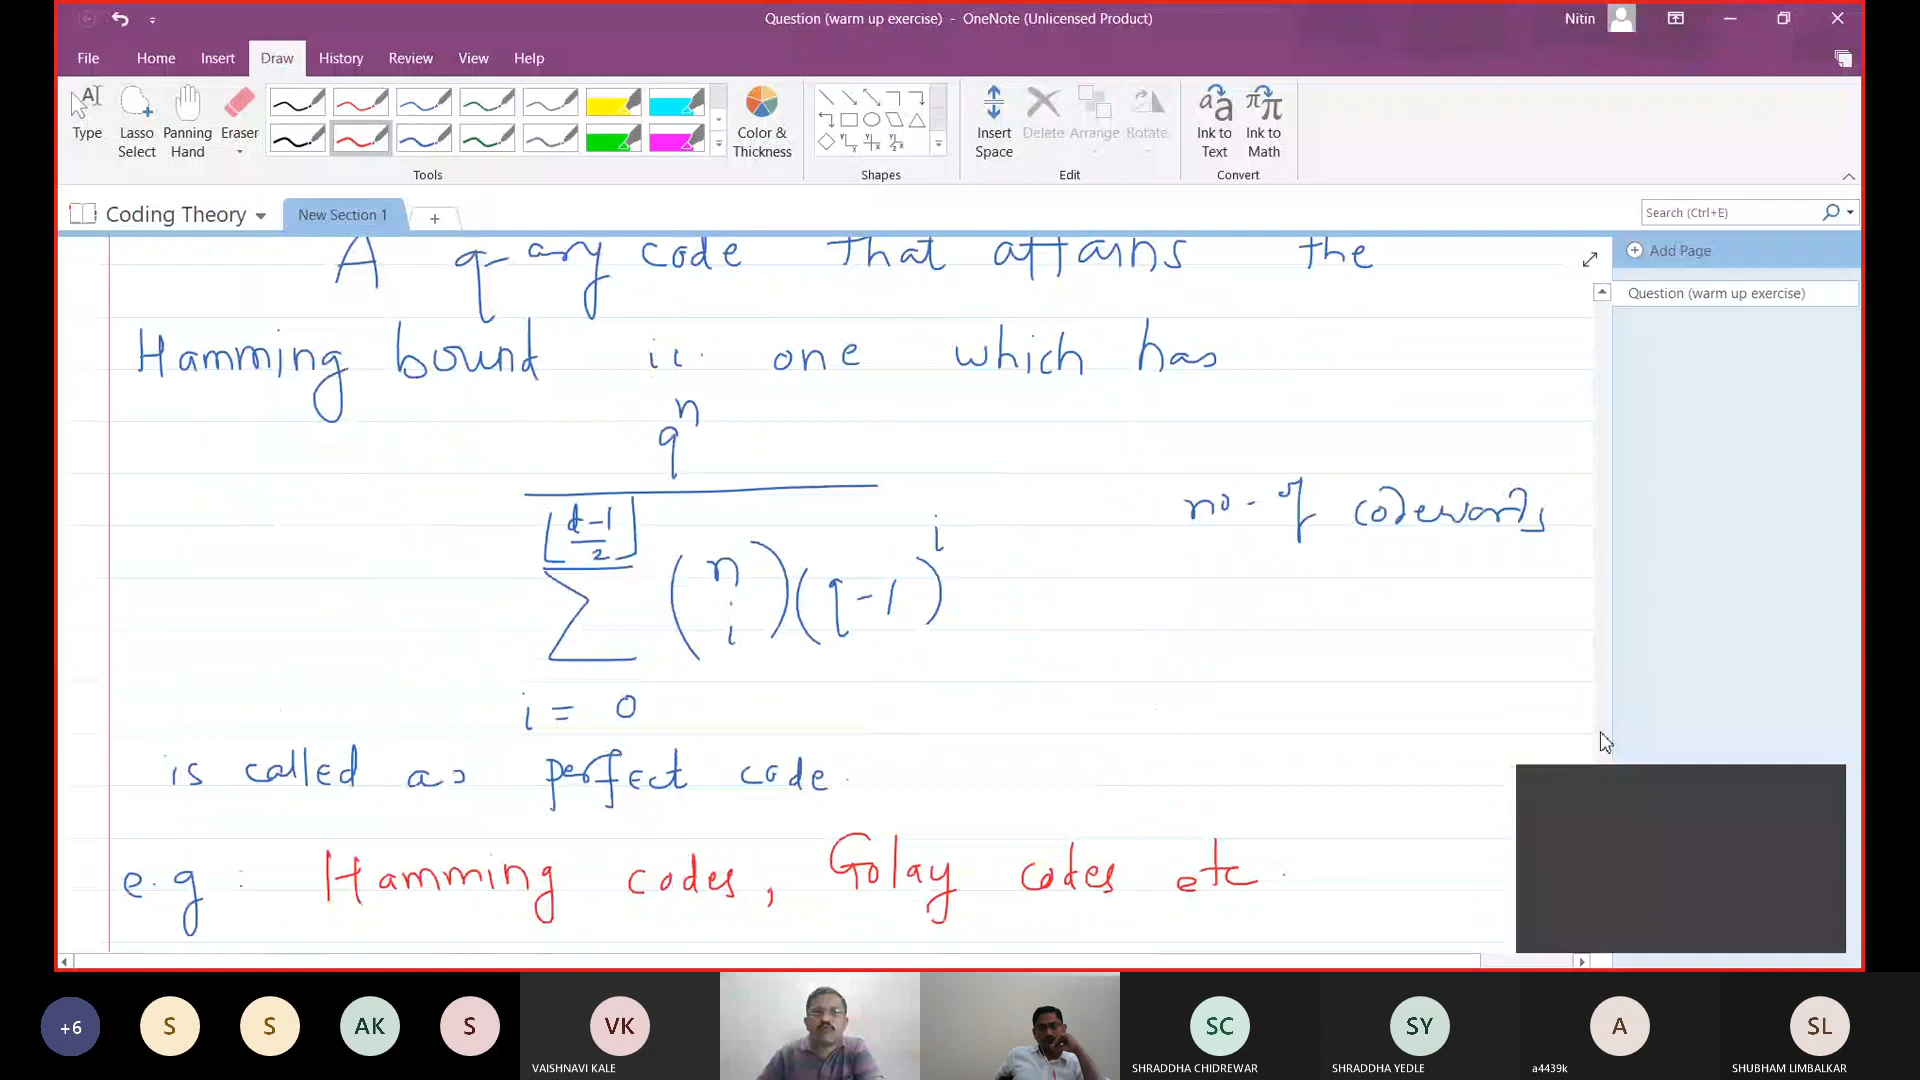 Question (warm up exercise) - OneNote (Unlicensed Product)
Nitin
File Home Insert Draw History Review View Help
Type
Lasso Select
Panning Hand
Eraser
Color & Thickness
Insert Space
Delete
Arrange
Rotate
Ink to Text
Ink to Math
Tools Shapes Edit Convert
Coding Theory New Section 1 +
Search (Ctrl+E)
Add Page
Question (warm up exercise)
A q-ary code that attains the
Hamming bound is one which has
q^n
⌊(d-1)/2⌋
∑ (n i)(q-1)^i
no. of codewords
i = 0
is called as perfect code.
e.g : Hamming codes, Golay codes etc.
+6 S S AK S VK SC SY A SL
VAISHNAVI KALE SHRADDHA CHIDREWAR SHRADDHA YEDLE a4439k SHUBHAM LIMBALKAR